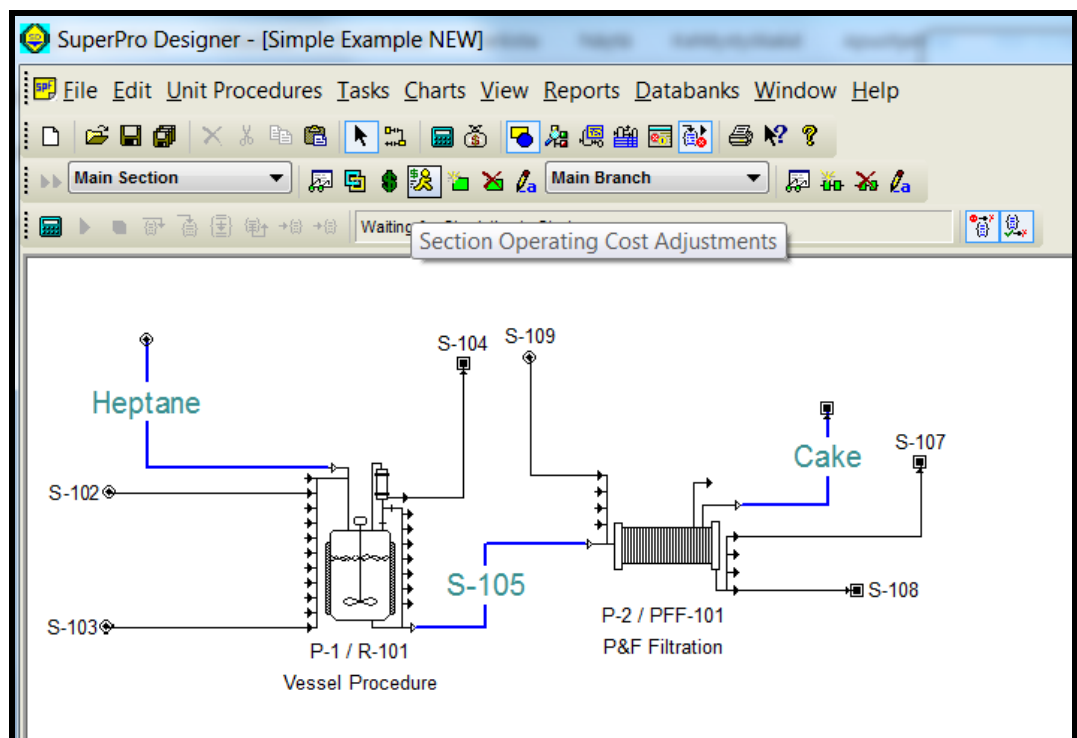 SuperPro Designer - [Simple Example NEW]
File Edit Unit Procedures Tasks Charts View Reports Databanks Window Help
Main Section
Main Branch
Waiting
Section Operating Cost Adjustments
S-104
S-109
Heptane
Cake
S-107
S-102
S-105
S-108
S-103
P-1 / R-101
Vessel Procedure
P-2 / PFF-101
P&F Filtration